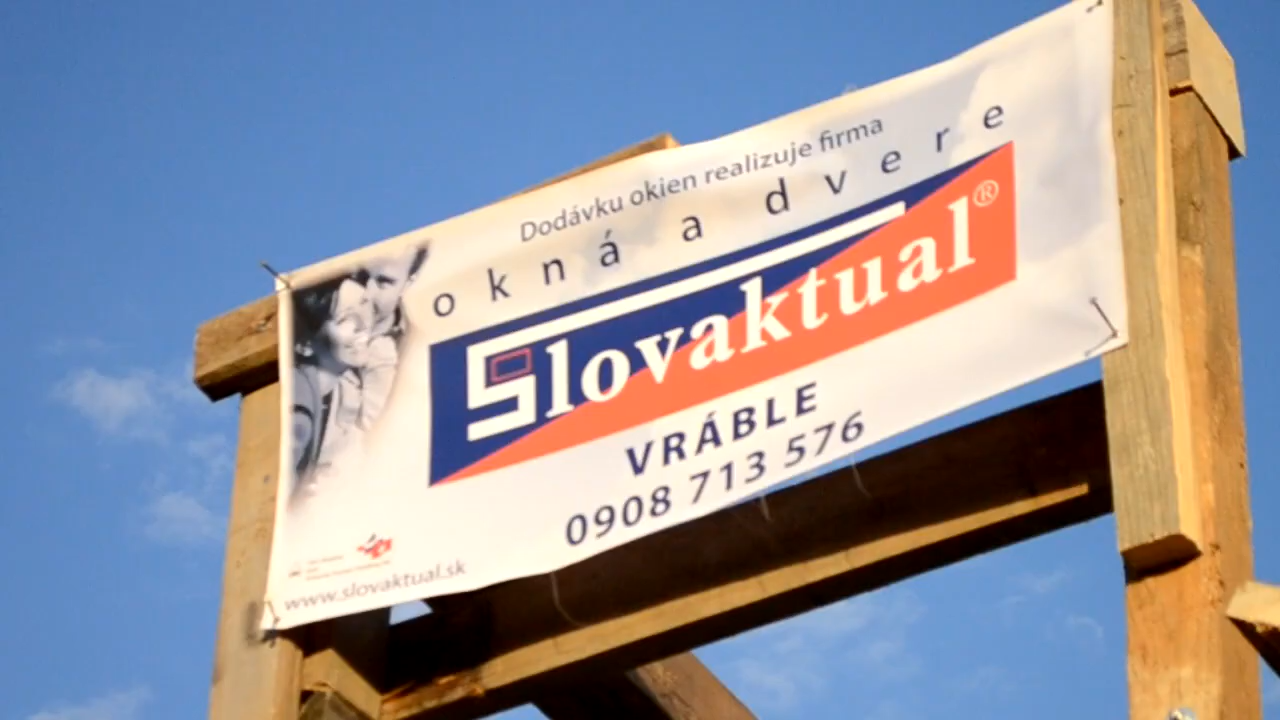 Dodávku okien realizuje firma
okná a dvere
Slovaktual®
VRÁBLE
0908 713 576
www.slovaktual.sk